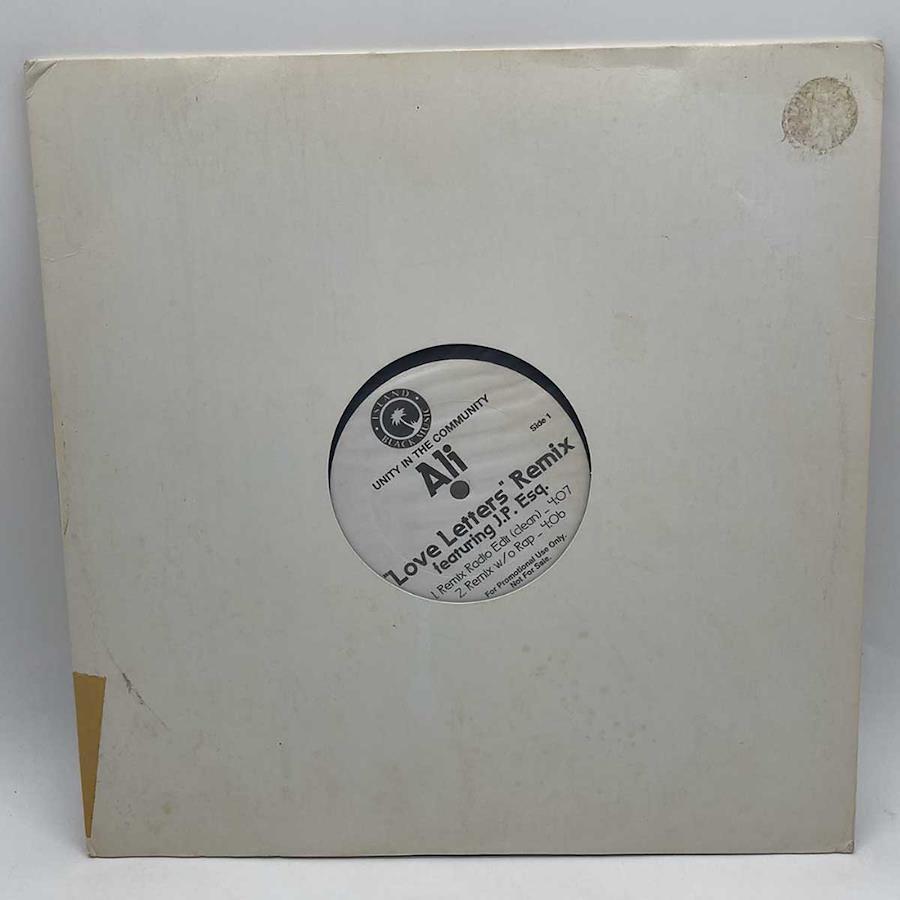 ISLAND
BLACK MUSIC
UNITY IN THE COMMUNITY
Side 1
Ali
"Love Letters" Remix
featuring J.P. Esq.
1. Remix Radio Edit (clean) - 4:07
2. Remix w/o Rap - 4:06
For Promotional Use Only.
Not For Sale.